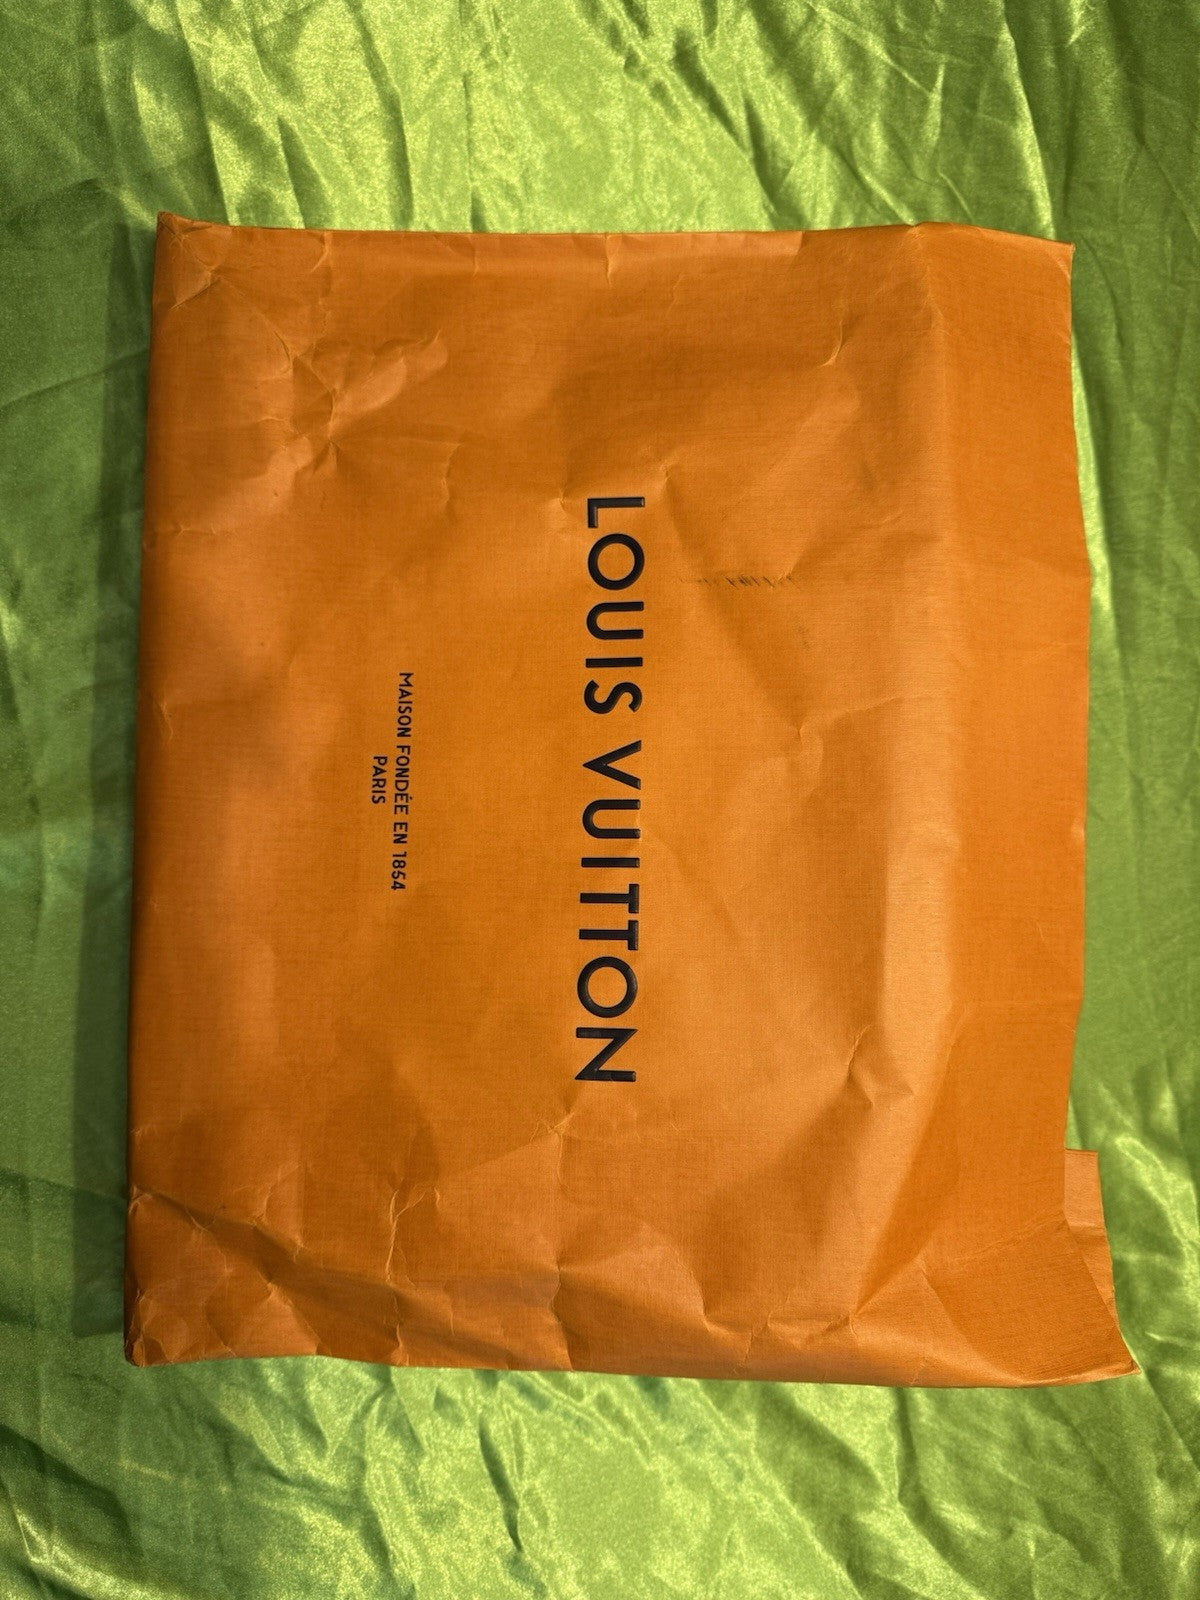 LOUIS VUITTON
MAISON FONDÉE EN 1854
PARIS